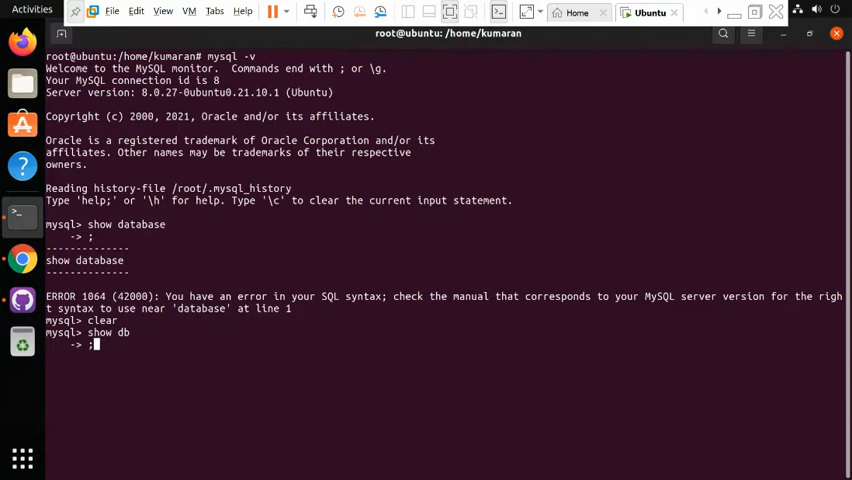 Activities
File Edit View VM Tabs Help
Home
Ubuntu
root@ubuntu: /home/kumaran
root@ubuntu:/home/kumaran# mysql -v
Welcome to the MySQL monitor.  Commands end with ; or \g.
Your MySQL connection id is 8
Server version: 8.0.27-0ubuntu0.21.10.1 (Ubuntu)
Copyright (c) 2000, 2021, Oracle and/or its affiliates.
Oracle is a registered trademark of Oracle Corporation and/or its
affiliates. Other names may be trademarks of their respective
owners.
Reading history-file /root/.mysql_history
Type 'help;' or '\h' for help. Type '\c' to clear the current input statement.
mysql> show database
    -> ;
--------------
show database
--------------
ERROR 1064 (42000): You have an error in your SQL syntax; check the manual that corresponds to your MySQL server version for the righ
t syntax to use near 'database' at line 1
mysql> clear
mysql> show db
    -> ;